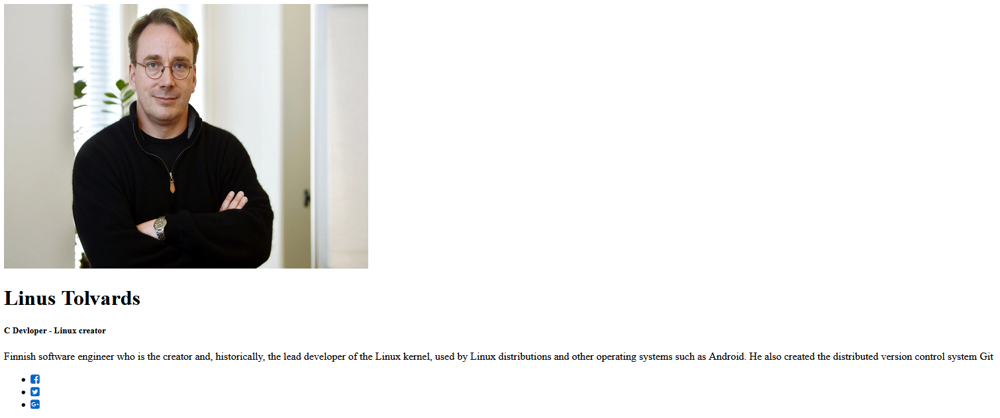 Linus Tolvards
C Devloper - Linux creator
Finnish software engineer who is the creator and, historically, the lead developer of the Linux kernel, used by Linux distributions and other operating systems such as Android. He also created the distributed version control system Git